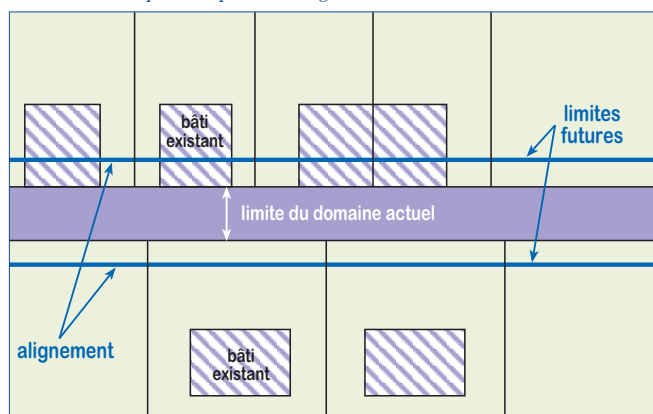 bâti
existant
limites
futures
limite du domaine actuel
alignement
bâti
existant